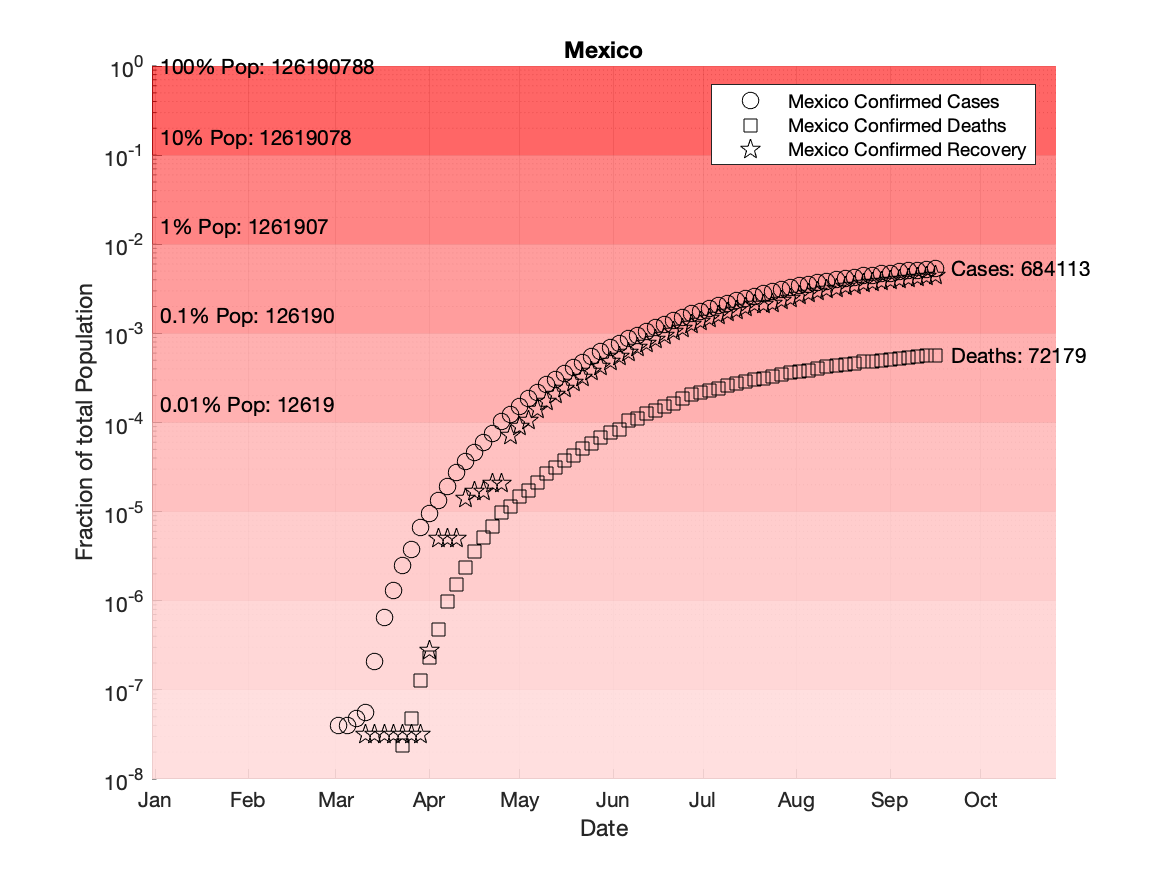 Mexico
10^0
100% Pop: 126190788
Mexico Confirmed Cases
Mexico Confirmed Deaths
Mexico Confirmed Recovery
10% Pop: 12619078
10^-1
1% Pop: 1261907
10^-2
Cases: 684113
0.1% Pop: 126190
10^-3
Deaths: 72179
0.01% Pop: 12619
10^-4
10^-5
10^-6
10^-7
10^-8
Fraction of total Population
Jan Feb Mar Apr May Jun Jul Aug Sep Oct
Date